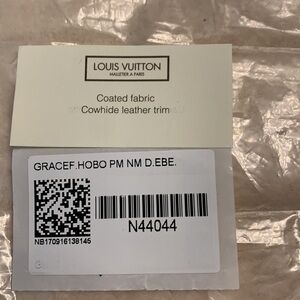 LOUIS VUITTON
MALLETIER A PARIS
Coated fabric
Cowhide leather trim
GRACEF.HOBO PM NM D.EBE.
N44044
NB170916138145